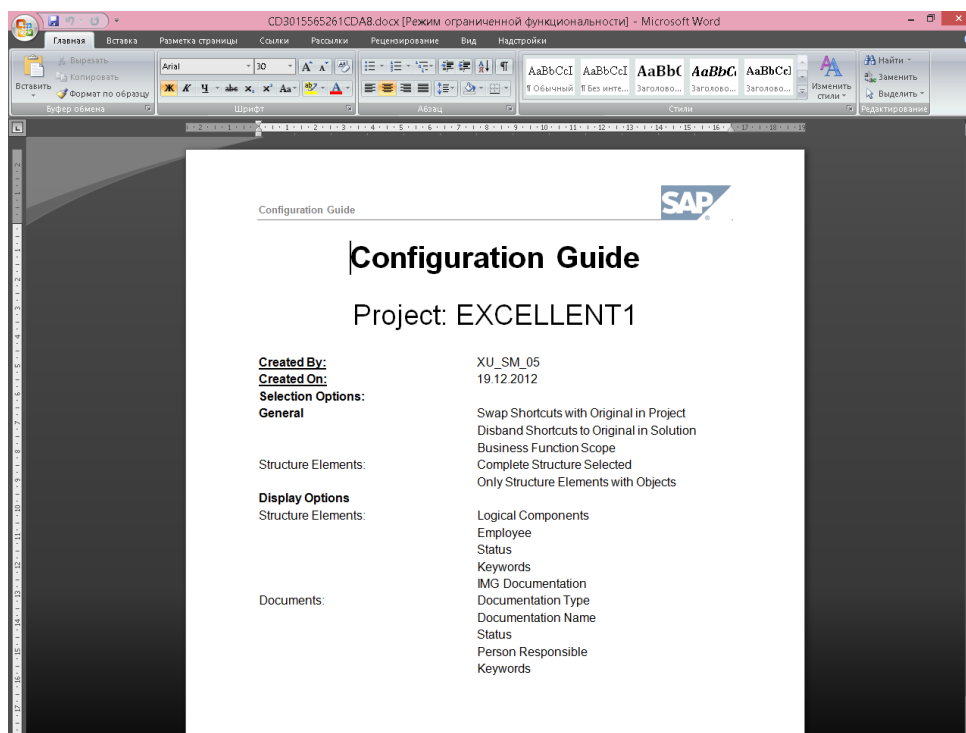 CD3015565261CDA8.docx [Режим ограниченной функциональности] - Microsoft Word
Главная Вставка Разметка страницы Ссылки Рассылки Рецензирование Вид Надстройки
Вставить
Вырезать
Копировать
Формат по образцу
Буфер обмена
Arial 30
Ж К Ч abc x₂ x² Aa
Шрифт
Абзац
AaBbCcI AaBbCcI AaBbC AaBbC AaBbCc
¶ Обычный ¶ Без инте... Заголово... Заголово... Заголово...
Изменить стили
Стили
Найти
Заменить
Выделить
Редактирование
Configuration Guide SAP
Configuration Guide
Project: EXCELLENT1
Created By: XU_SM_05
Created On: 19.12.2012
Selection Options:
General Swap Shortcuts with Original in Project
Disband Shortcuts to Original in Solution
Business Function Scope
Structure Elements: Complete Structure Selected
Only Structure Elements with Objects
Display Options
Structure Elements: Logical Components
Employee
Status
Keywords
IMG Documentation
Documents: Documentation Type
Documentation Name
Status
Person Responsible
Keywords